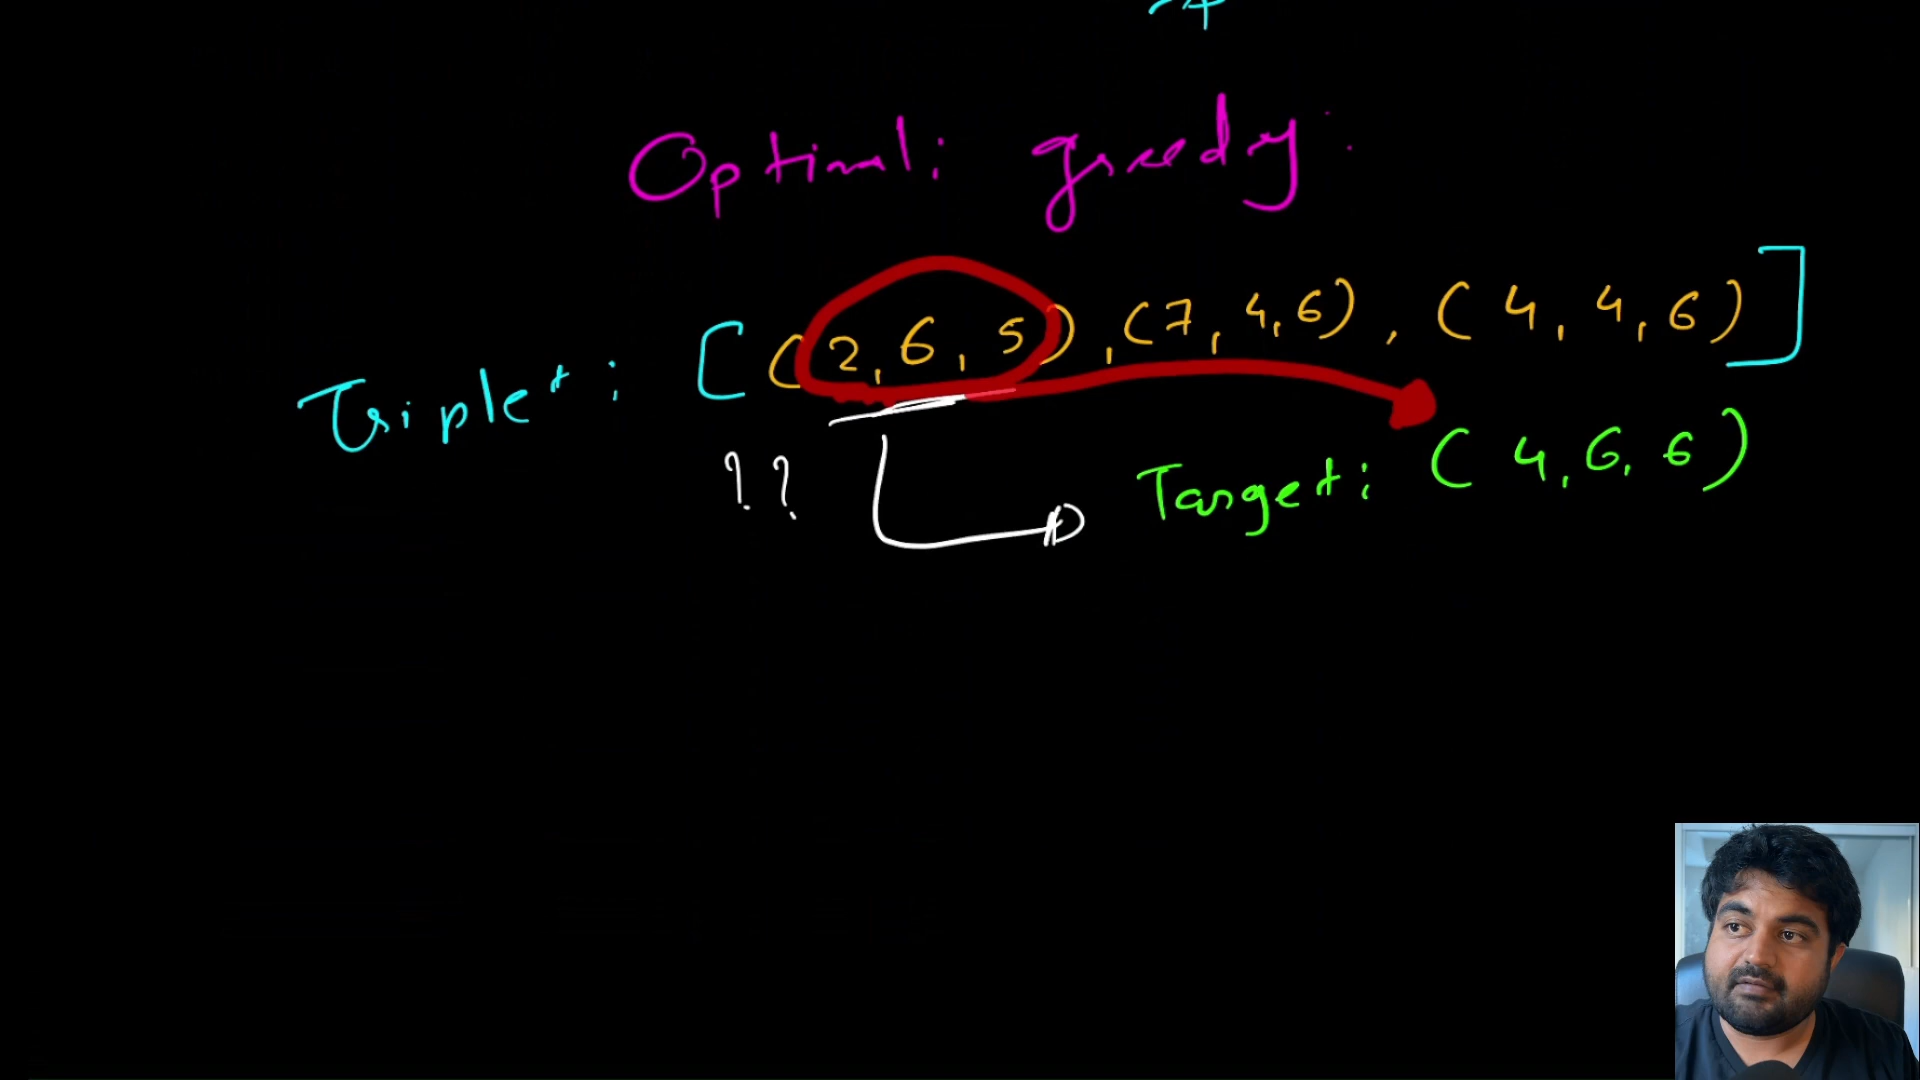 Optimal: greedy:
Triplet: [(2, 6, 5), (7, 4, 6), (4, 4, 6)]
?? Target: (4, 6, 6)